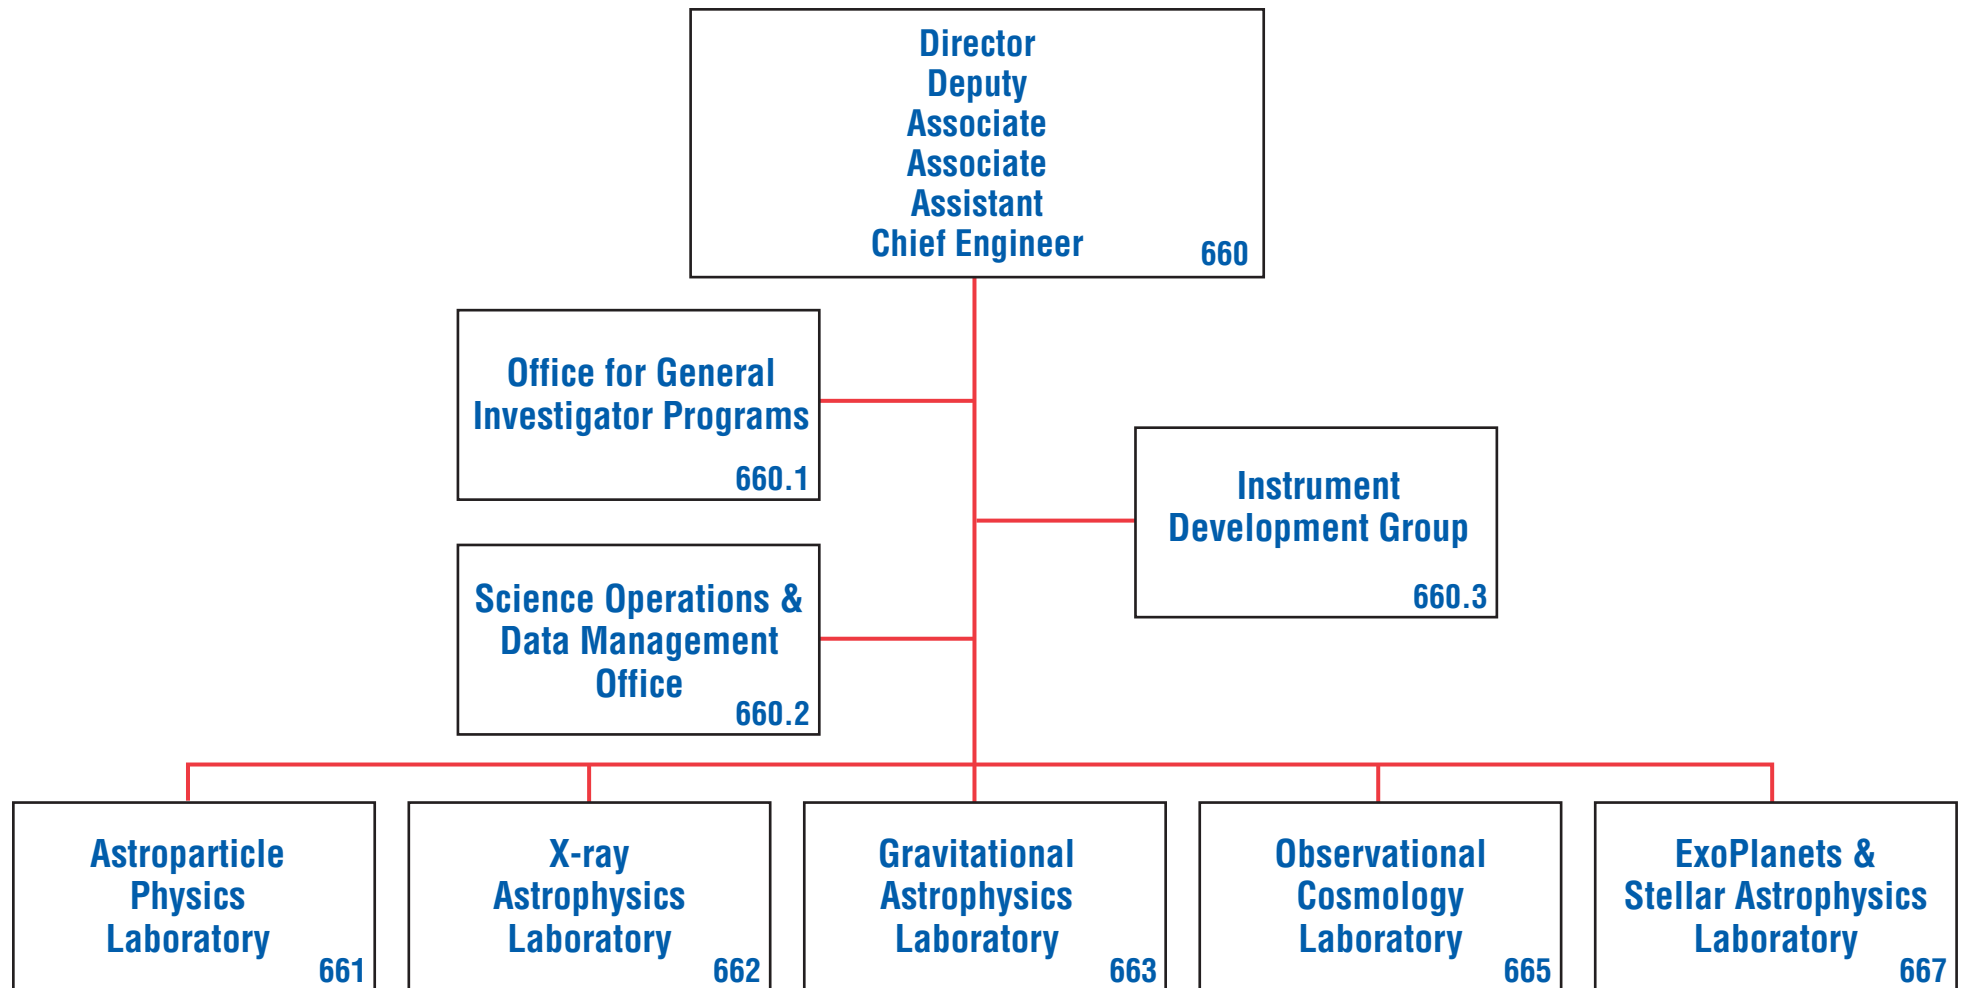 Director
Deputy
Associate
Associate
Assistant
Chief Engineer
660
Office for General
Investigator Programs
660.1
Instrument
Development Group
660.3
Science Operations &
Data Management
Office
660.2
Astroparticle
Physics
Laboratory
661
X-ray
Astrophysics
Laboratory
662
Gravitational
Astrophysics
Laboratory
663
Observational
Cosmology
Laboratory
665
ExoPlanets &
Stellar Astrophysics
Laboratory
667